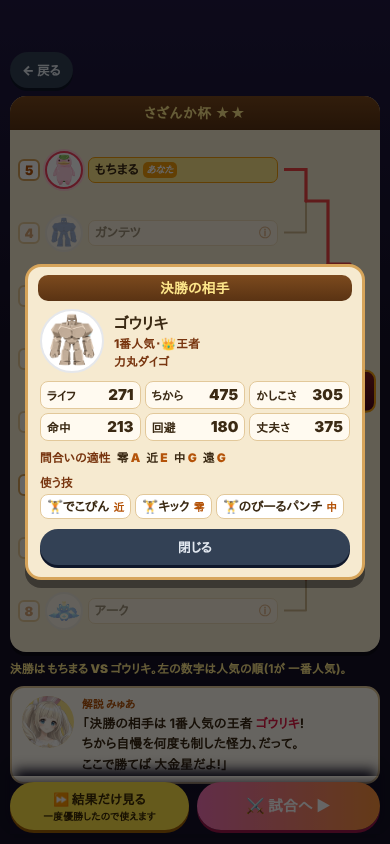 ← 戻る
さざんか杯 ★★
5 もちまる あなた
4 ガンテツ ⓘ
決勝の相手
ゴウリキ
1番人気・👑王者
力丸ダイゴ
ライフ 271 ちから 475 かしこさ 305
命中 213 回避 180 丈夫さ 375
間合いの適性 零 A 近 E 中 G 遠 G
使う技
🏋️でこぴん 近 🏋️キック 零 🏋️のびーるパンチ 中
閉じる
8 アーク ⓘ
決勝は もちまる VS ゴウリキ。左の数字は人気の順(1が 一番人気)。
解説 みゅあ
「決勝の相手は 1番人気の王者 ゴウリキ!
ちから自慢を何度も制した怪力、だって。
ここで勝てば 大金星だよ!」
⏩ 結果だけ見る
一度優勝したので使えます
⚔️ 試合へ ▶